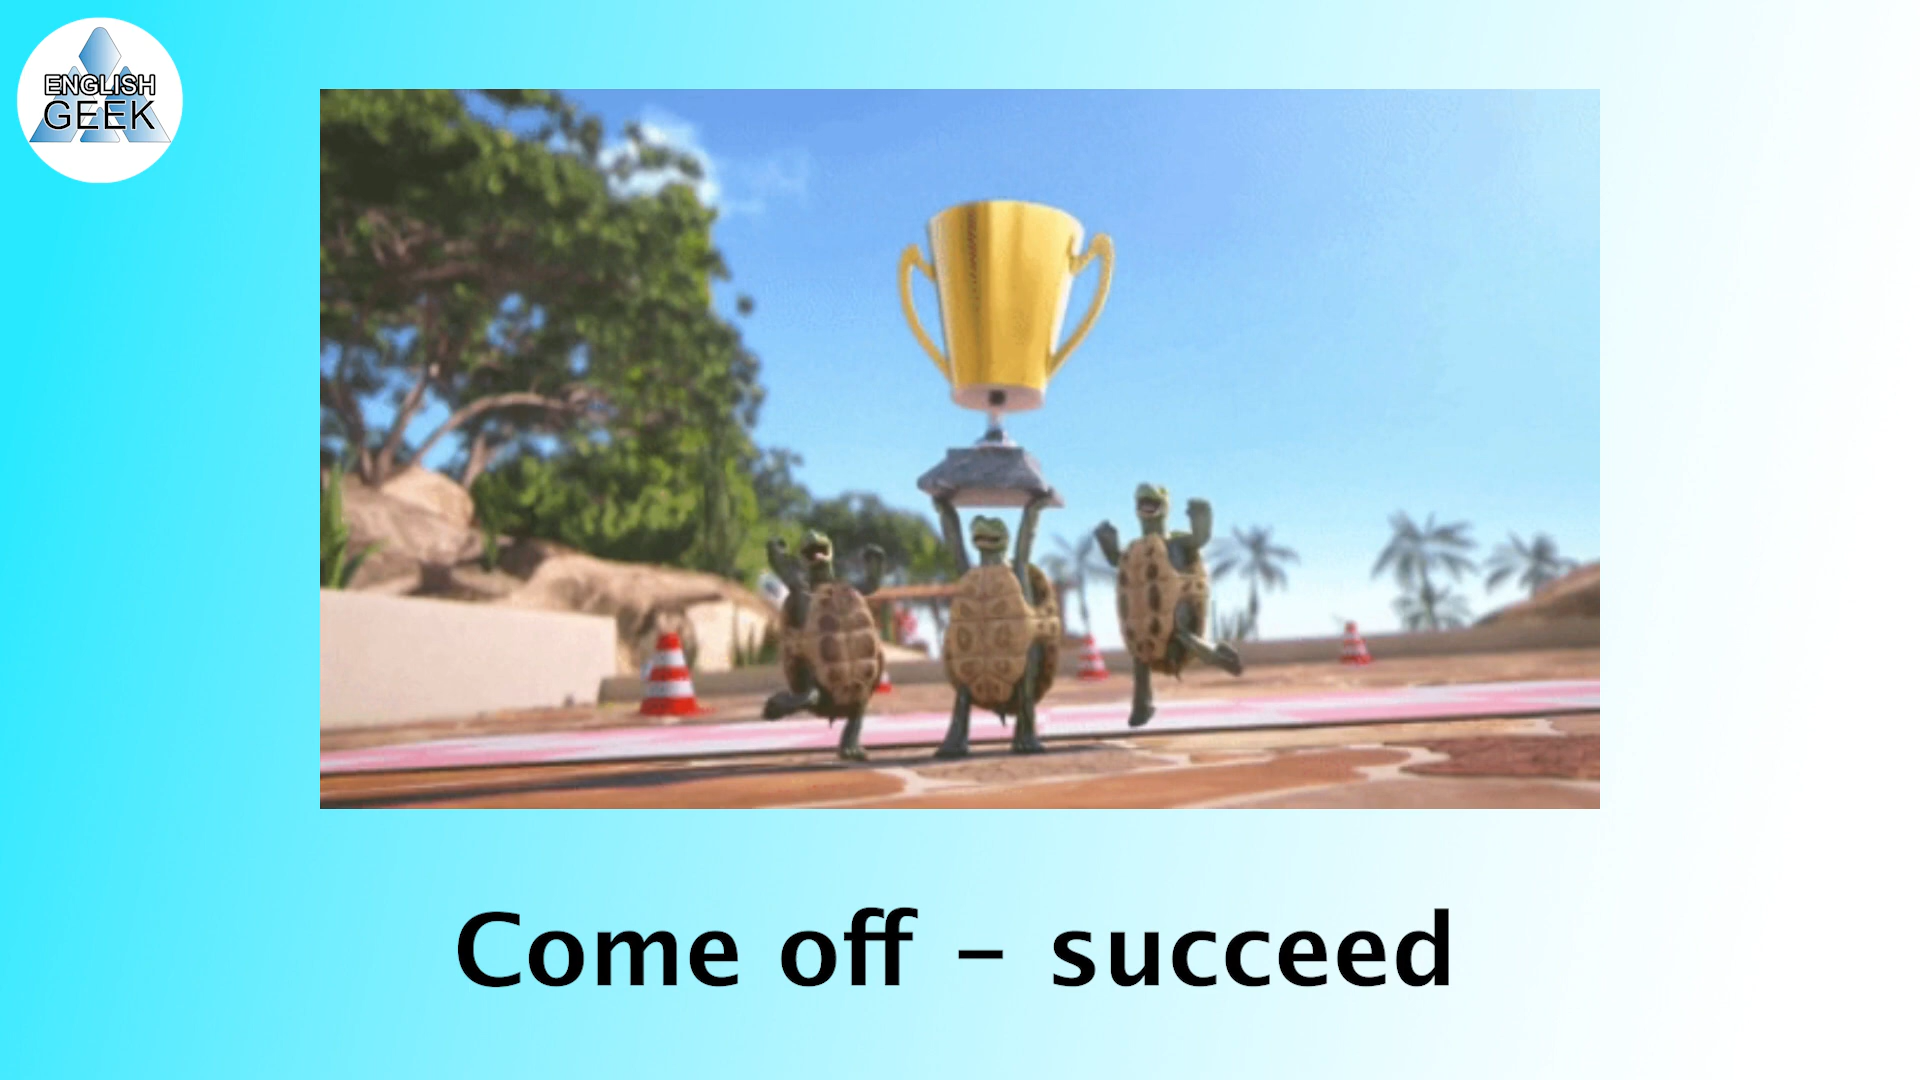 ENGLISH
GEEK
Come off – succeed